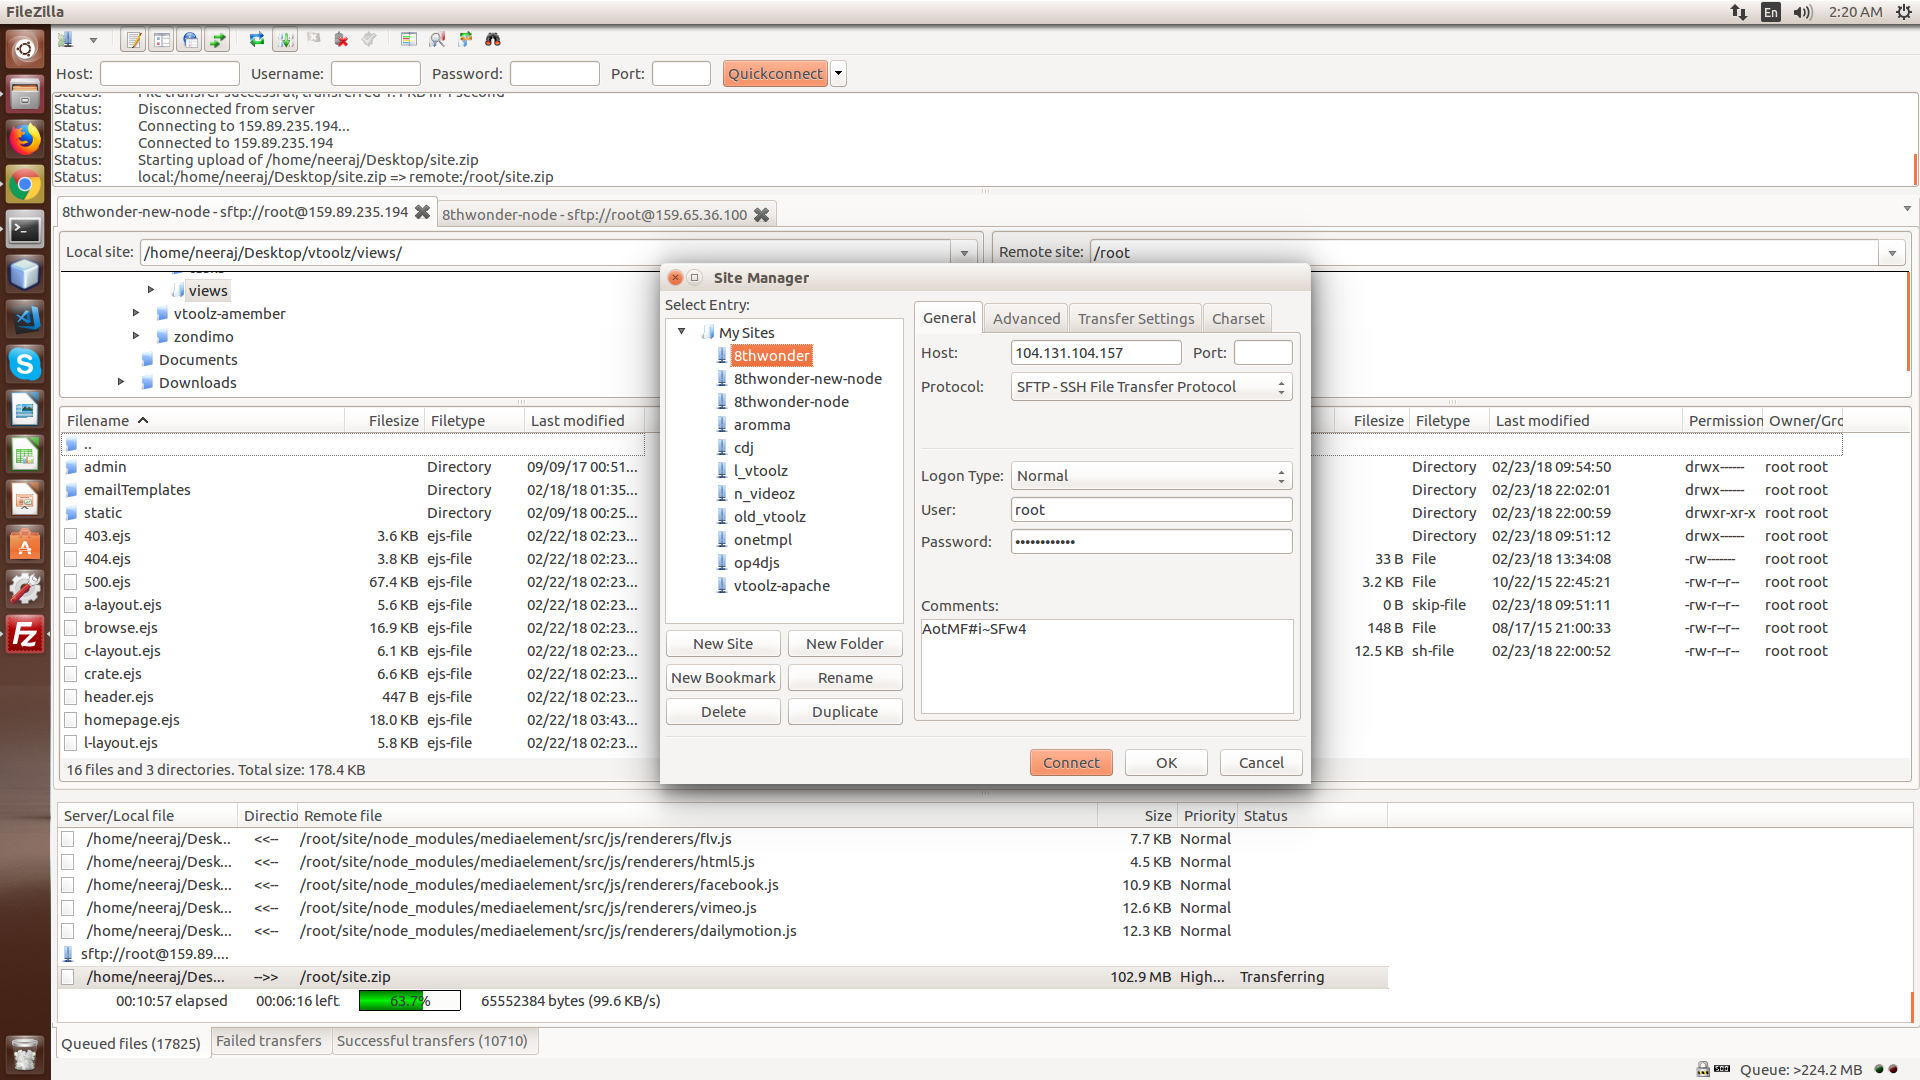 FileZilla
En 2:20 AM
Host: Username: Password: Port: Quickconnect
Status: File transfer successful, transferred 1.1 KB in 1 second
Status: Disconnected from server
Status: Connecting to 159.89.235.194...
Status: Connected to 159.89.235.194
Status: Starting upload of /home/neeraj/Desktop/site.zip
Status: local:/home/neeraj/Desktop/site.zip => remote:/root/site.zip
8thwonder-new-node - sftp://root@159.89.235.194 8thwonder-node - sftp://root@159.65.36.100
Local site: /home/neeraj/Desktop/vtoolz/views/
views
vtoolz-amember
zondimo
Documents
Downloads
Remote site: /root
Filename Filesize Filetype Last modified
..
admin Directory 09/09/17 00:51...
emailTemplates Directory 02/18/18 01:35...
static Directory 02/09/18 00:25...
403.ejs 3.6 KB ejs-file 02/22/18 02:23...
404.ejs 3.8 KB ejs-file 02/22/18 02:23...
500.ejs 67.4 KB ejs-file 02/22/18 02:23...
a-layout.ejs 5.6 KB ejs-file 02/22/18 02:23...
browse.ejs 16.9 KB ejs-file 02/22/18 02:23...
c-layout.ejs 6.1 KB ejs-file 02/22/18 02:23...
crate.ejs 6.6 KB ejs-file 02/22/18 02:23...
header.ejs 447 B ejs-file 02/22/18 02:23...
homepage.ejs 18.0 KB ejs-file 02/22/18 03:43...
l-layout.ejs 5.8 KB ejs-file 02/22/18 02:23...
16 files and 3 directories. Total size: 178.4 KB
Site Manager
Select Entry:
My Sites
8thwonder
8thwonder-new-node
8thwonder-node
aromma
cdj
l_vtoolz
n_videoz
old_vtoolz
onetmpl
op4djs
vtoolz-apache
New Site New Folder
New Bookmark Rename
Delete Duplicate
General Advanced Transfer Settings Charset
Host: 104.131.104.157 Port:
Protocol: SFTP - SSH File Transfer Protocol
Logon Type: Normal
User: root
Password: ••••••••••••
Comments:
AotMF#i~SFw4
Connect OK Cancel
Filesize Filetype Last modified Permission Owner/Grc
Directory 02/23/18 09:54:50 drwx------ root root
Directory 02/23/18 22:02:01 drwx------ root root
Directory 02/23/18 22:00:59 drwxr-xr-x root root
Directory 02/23/18 09:51:12 drwx------ root root
33 B File 02/23/18 13:34:08 -rw------- root root
3.2 KB File 10/22/15 22:45:21 -rw-r--r-- root root
0 B skip-file 02/23/18 09:51:11 -rw-r--r-- root root
148 B File 08/17/15 21:00:33 -rw-r--r-- root root
12.5 KB sh-file 02/23/18 22:00:52 -rw-r--r-- root root
Server/Local file Directio Remote file Size Priority Status
/home/neeraj/Desk... <<-- /root/site/node_modules/mediaelement/src/js/renderers/flv.js 7.7 KB Normal
/home/neeraj/Desk... <<-- /root/site/node_modules/mediaelement/src/js/renderers/html5.js 4.5 KB Normal
/home/neeraj/Desk... <<-- /root/site/node_modules/mediaelement/src/js/renderers/facebook.js 10.9 KB Normal
/home/neeraj/Desk... <<-- /root/site/node_modules/mediaelement/src/js/renderers/vimeo.js 12.6 KB Normal
/home/neeraj/Desk... <<-- /root/site/node_modules/mediaelement/src/js/renderers/dailymotion.js 12.3 KB Normal
sftp://root@159.89....
/home/neeraj/Des... -->> /root/site.zip 102.9 MB High... Transferring
00:10:57 elapsed 00:06:16 left 63.7% 65552384 bytes (99.6 KB/s)
Queued files (17825) Failed transfers Successful transfers (10710)
Queue: >224.2 MB